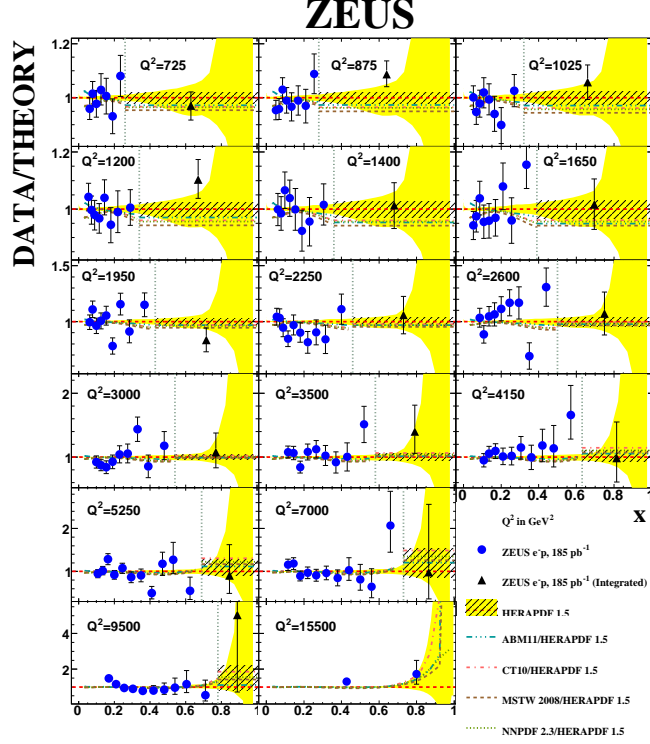 ZEUS
DATA/THEORY
1.2
1
Q²=725
Q²=875
Q²=1025
1.2
1
Q²=1200
Q²=1400
Q²=1650
1.5
1
Q²=1950
Q²=2250
Q²=2600
2
1
Q²=3000
Q²=3500
Q²=4150
2
1
Q²=5250
Q²=7000
0 0.2 0.4 0.6 0.8 1
x
4
2
Q²=9500
Q²=15500
0 0.2 0.4 0.6 0.8 1
0 0.2 0.4 0.6 0.8 1
Q² in GeV²
ZEUS e⁻p, 185 pb⁻¹
ZEUS e⁻p, 185 pb⁻¹ (Integrated)
HERAPDF 1.5
ABM11/HERAPDF 1.5
CT10/HERAPDF 1.5
MSTW 2008/HERAPDF 1.5
NNPDF 2.3/HERAPDF 1.5